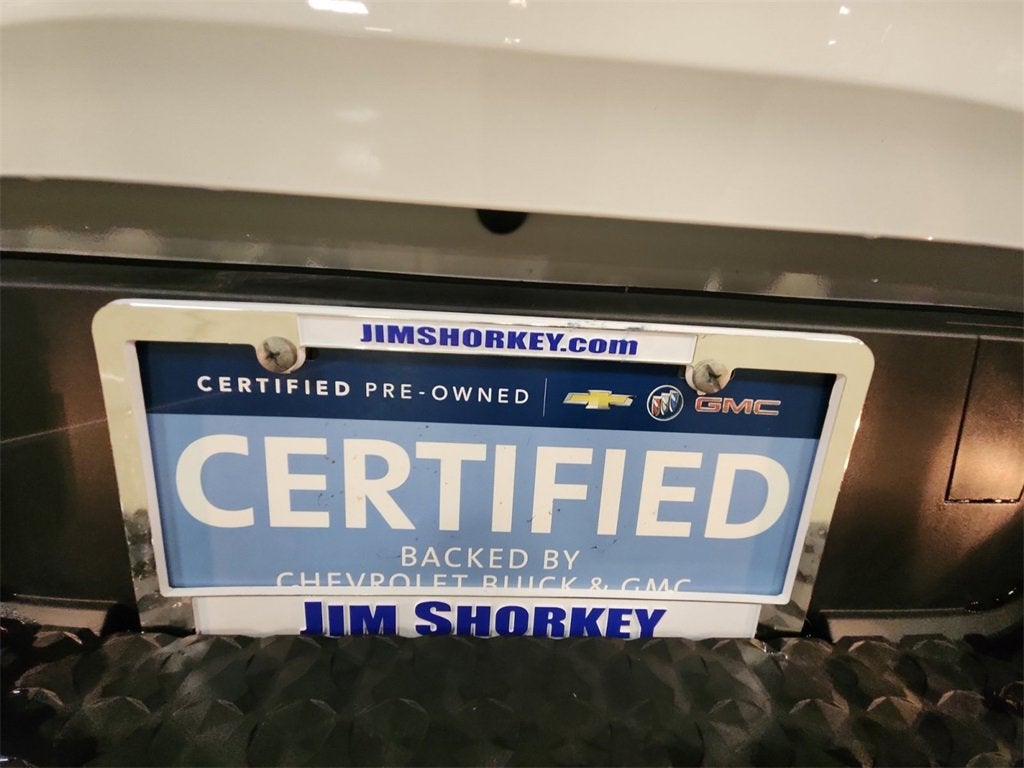 JIMSHORKEY.com
CERTIFIED PRE-OWNED GMC
CERTIFIED
BACKED BY
CHEVROLET BUICK & GMC
JIM SHORKEY